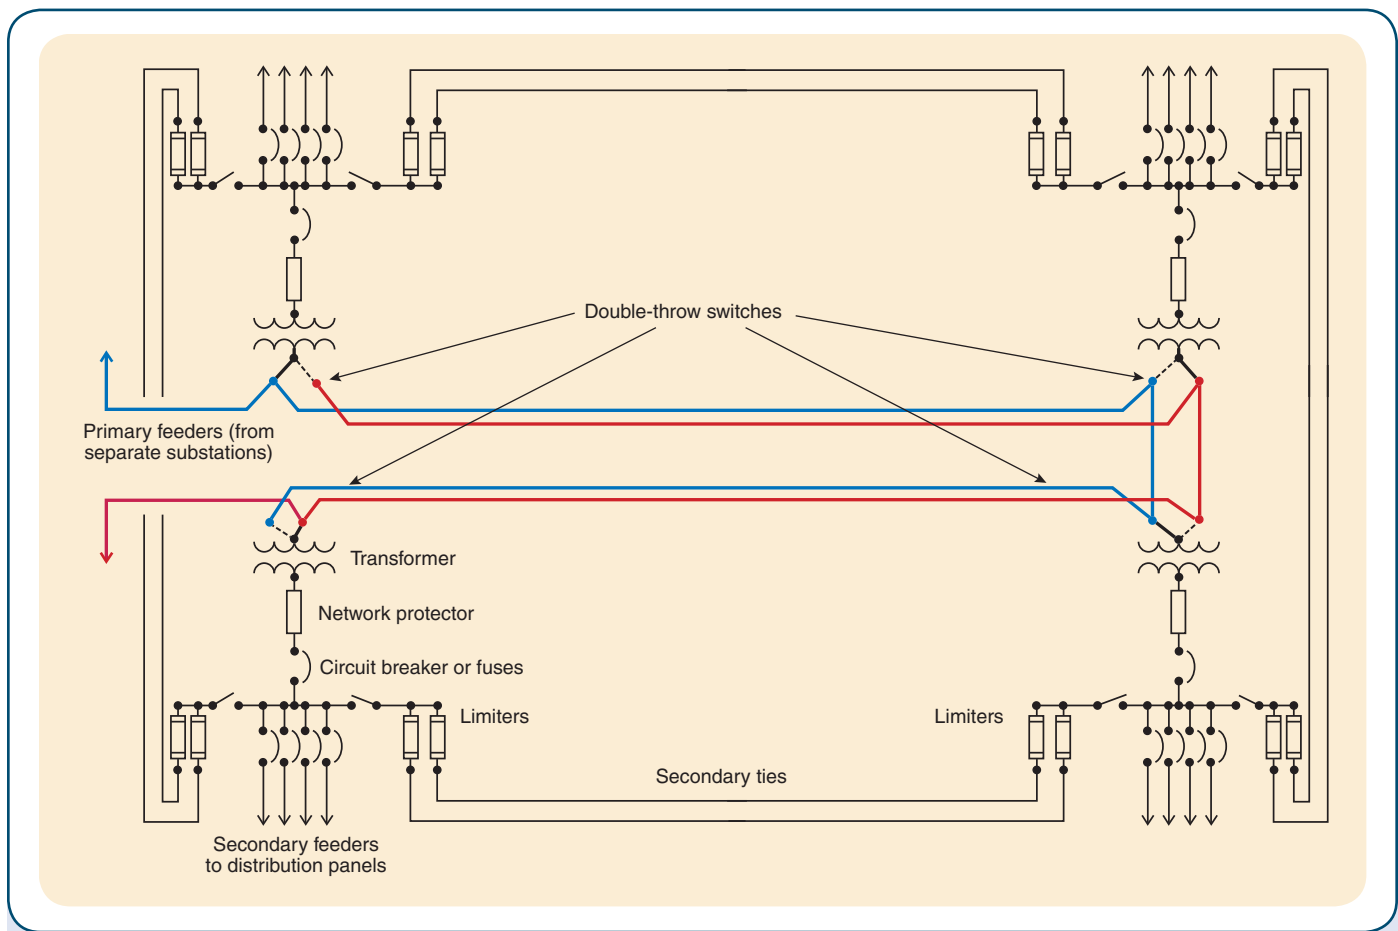 Double-throw switches
Primary feeders (from
separate substations)
Transformer
Network protector
Circuit breaker or fuses
Limiters
Limiters
Secondary ties
Secondary feeders
to distribution panels